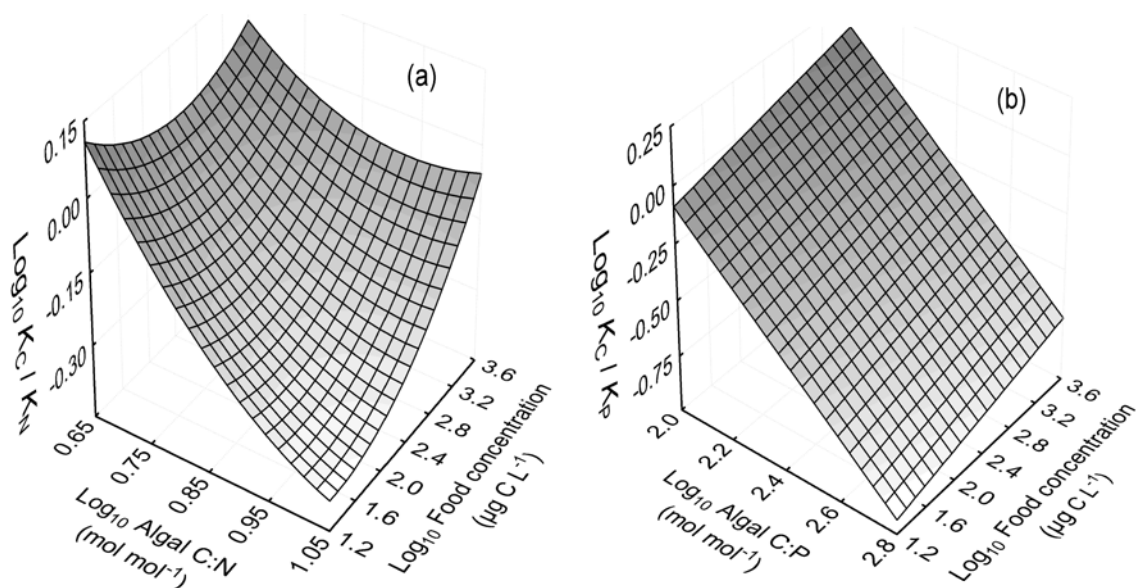 (a)
0.15
0.00
-0.15
-0.30
Log₁₀ K_C / K_N
0.65
0.75
0.85
0.95
1.05
Log₁₀ Algal C:N
(mol mol⁻¹)
1.2
1.6
2.0
2.4
2.8
3.2
3.6
Log₁₀ Food concentration
(µg C L⁻¹)
(b)
0.25
0.00
-0.25
-0.50
-0.75
Log₁₀ K_C / K_P
2.0
2.2
2.4
2.6
2.8
Log₁₀ Algal C:P
(mol mol⁻¹)
1.2
1.6
2.0
2.4
2.8
3.2
3.6
Log₁₀ Food concentration
(µg C L⁻¹)